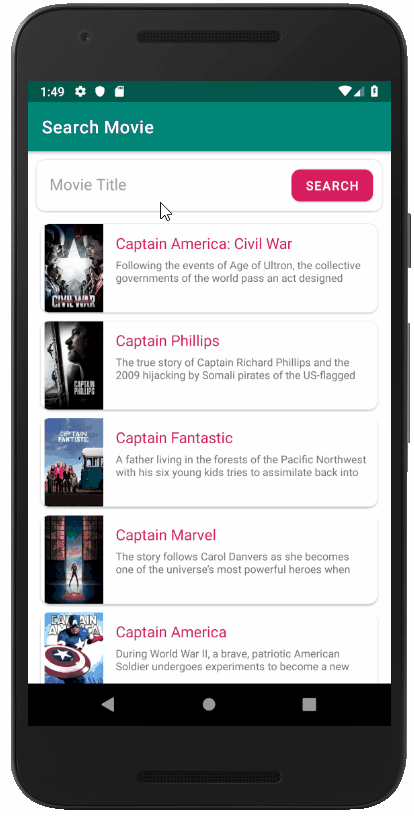 1:49
Search Movie
Movie Title
SEARCH
Captain America: Civil War
Following the events of Age of Ultron, the collective
governments of the world pass an act designed
CIVIL WAR
Captain Phillips
The true story of Captain Richard Phillips and the
2009 hijacking by Somali pirates of the US-flagged
CAPTAIN
PHILLIPS
Captain Fantastic
A father living in the forests of the Pacific Northwest
with his six young kids tries to assimilate back into
CAPTAIN
FANTASTIC
Captain Marvel
The story follows Carol Danvers as she becomes
one of the universe's most powerful heroes when
Captain America
During World War II, a brave, patriotic American
Soldier undergoes experiments to become a new
CAPTAIN
AMERICA